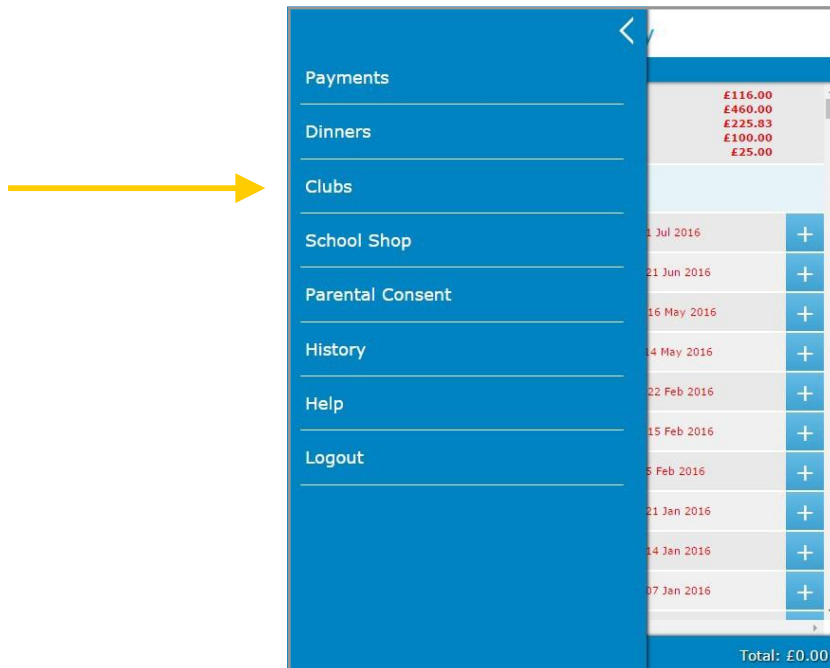 Payments
Dinners
Clubs
School Shop
Parental Consent
History
Help
Logout
£116.00
£460.00
£225.83
£100.00
£25.00
Jul 2016
21 Jun 2016
16 May 2016
14 May 2016
22 Feb 2016
15 Feb 2016
5 Feb 2016
21 Jan 2016
14 Jan 2016
07 Jan 2016
Total: £0.00